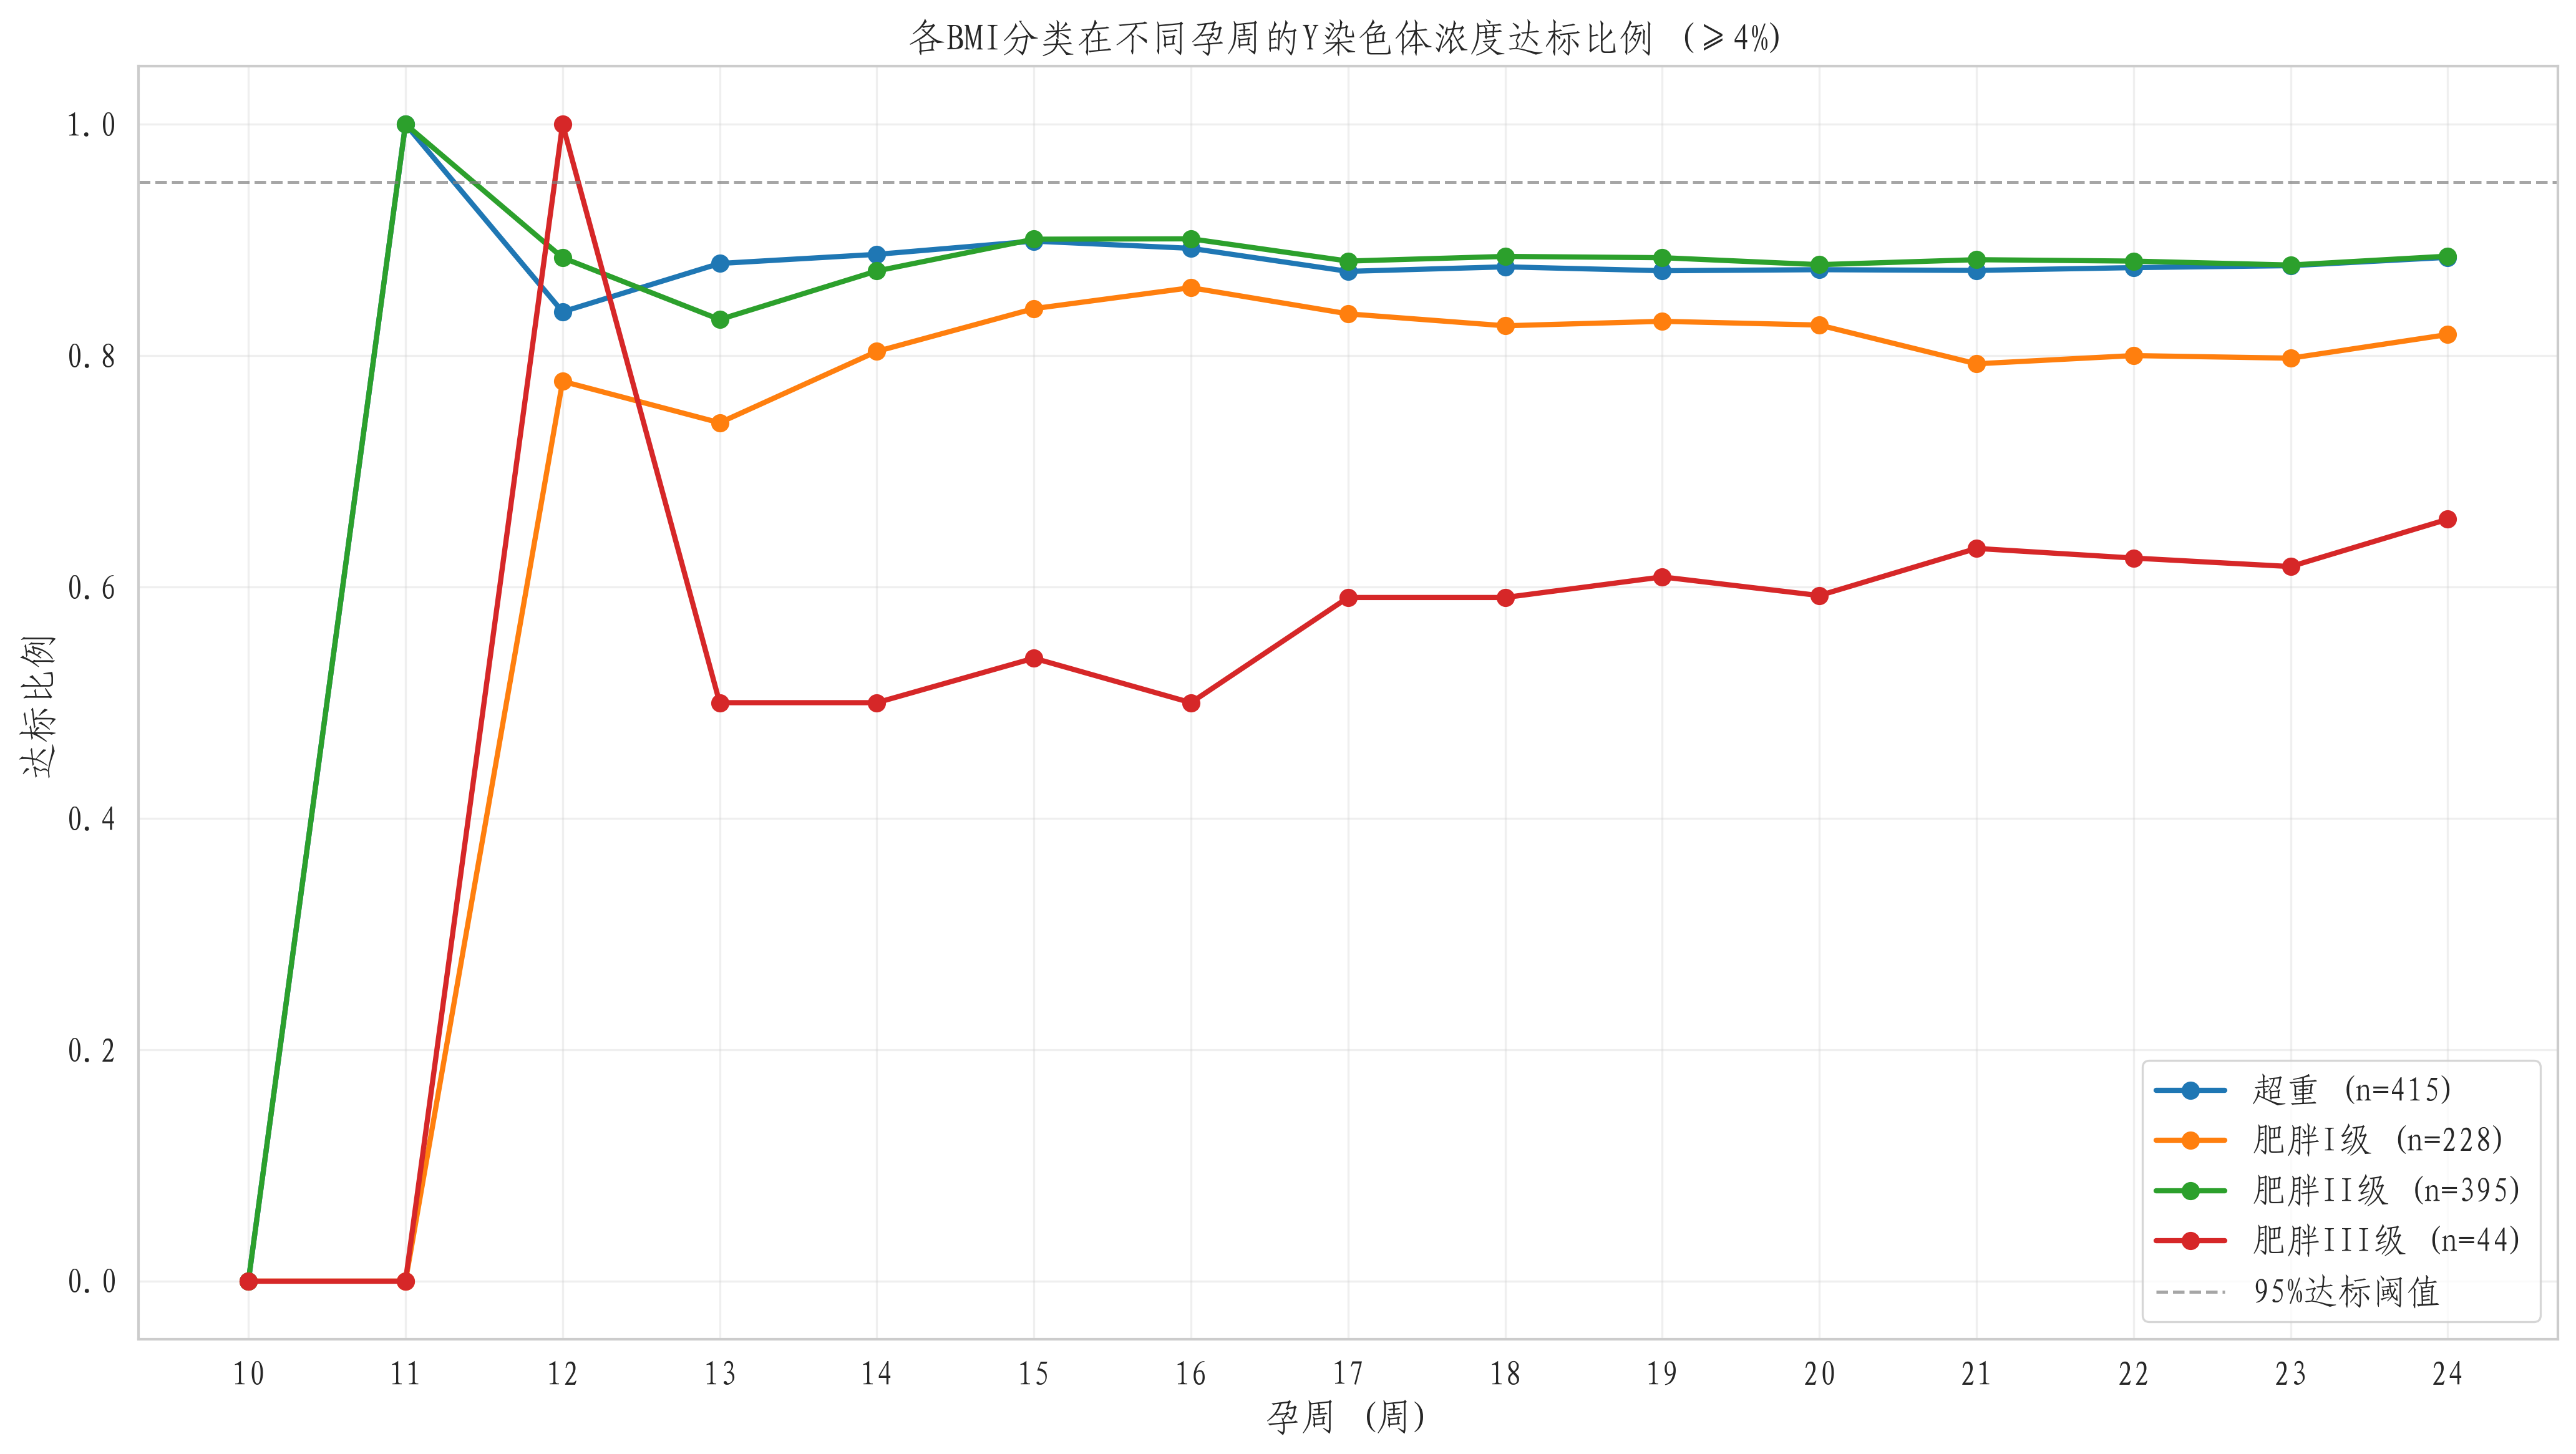 各BMI分类在不同孕周的Y染色体浓度达标比例 (≥4%)
达标比例
1.0
0.8
0.6
0.4
0.2
0.0
超重 (n=415)
肥胖I级 (n=228)
肥胖II级 (n=395)
肥胖III级 (n=44)
95%达标阈值
10 11 12 13 14 15 16 17 18 19 20 21 22 23 24
孕周 (周)